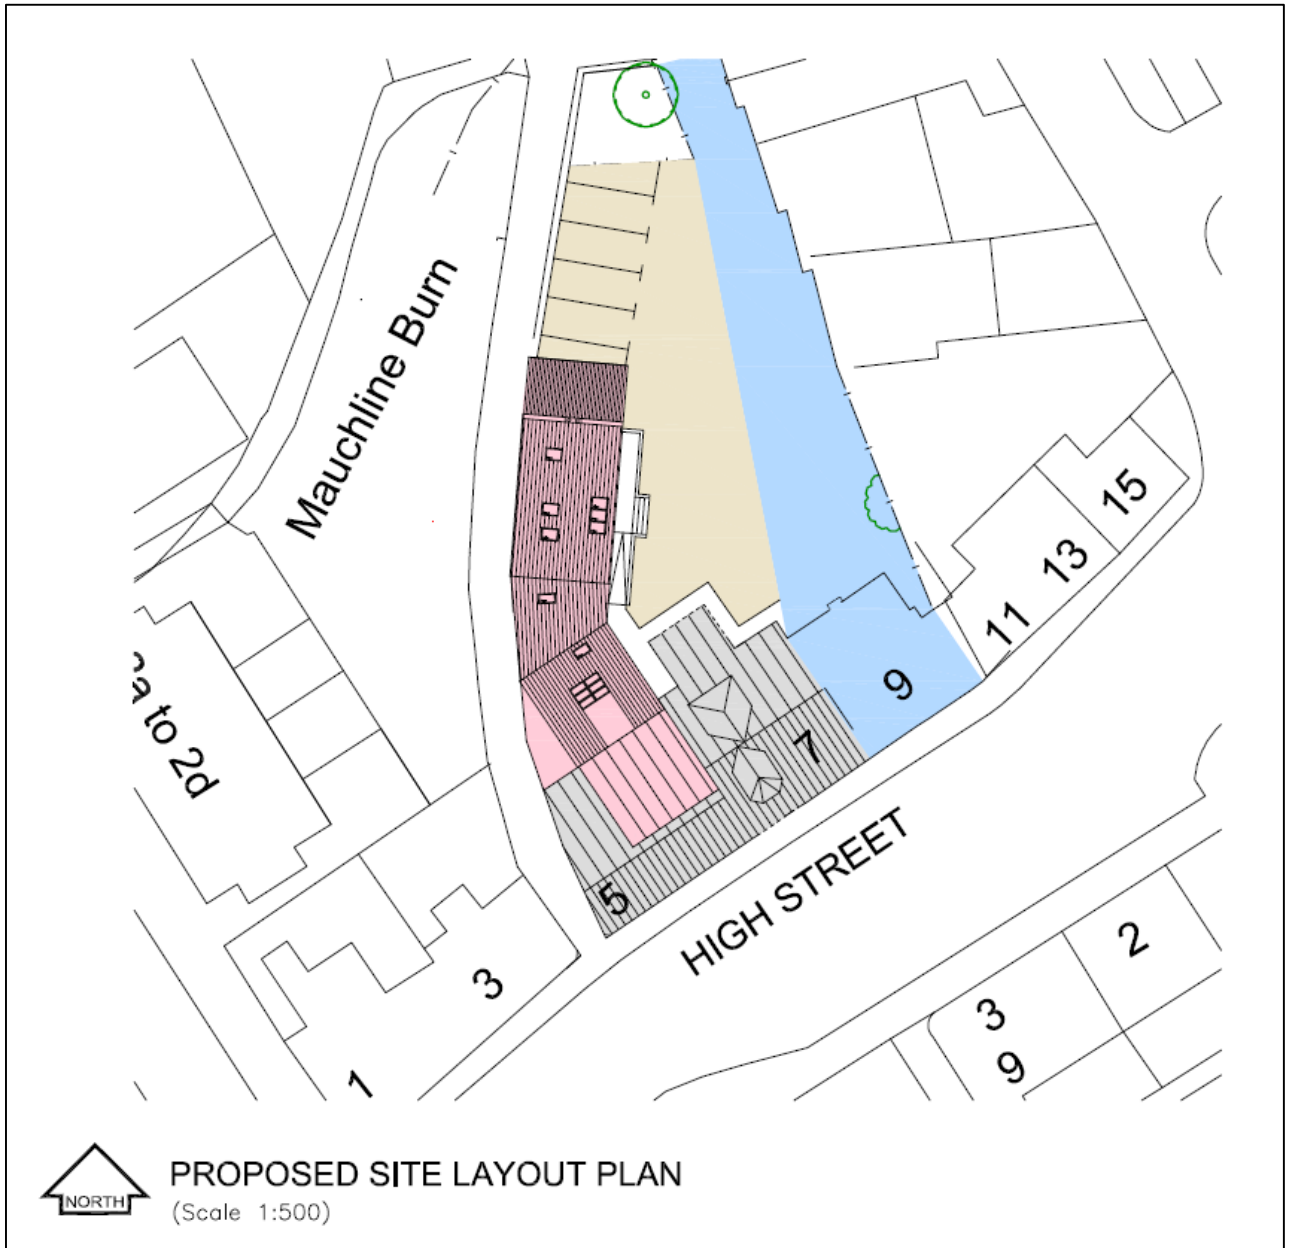 Mauchline Burn
15
13
11
9
2a to 2d
7
5
HIGH STREET
3
2
3
9
1
NORTH
PROPOSED SITE LAYOUT PLAN
(Scale 1:500)